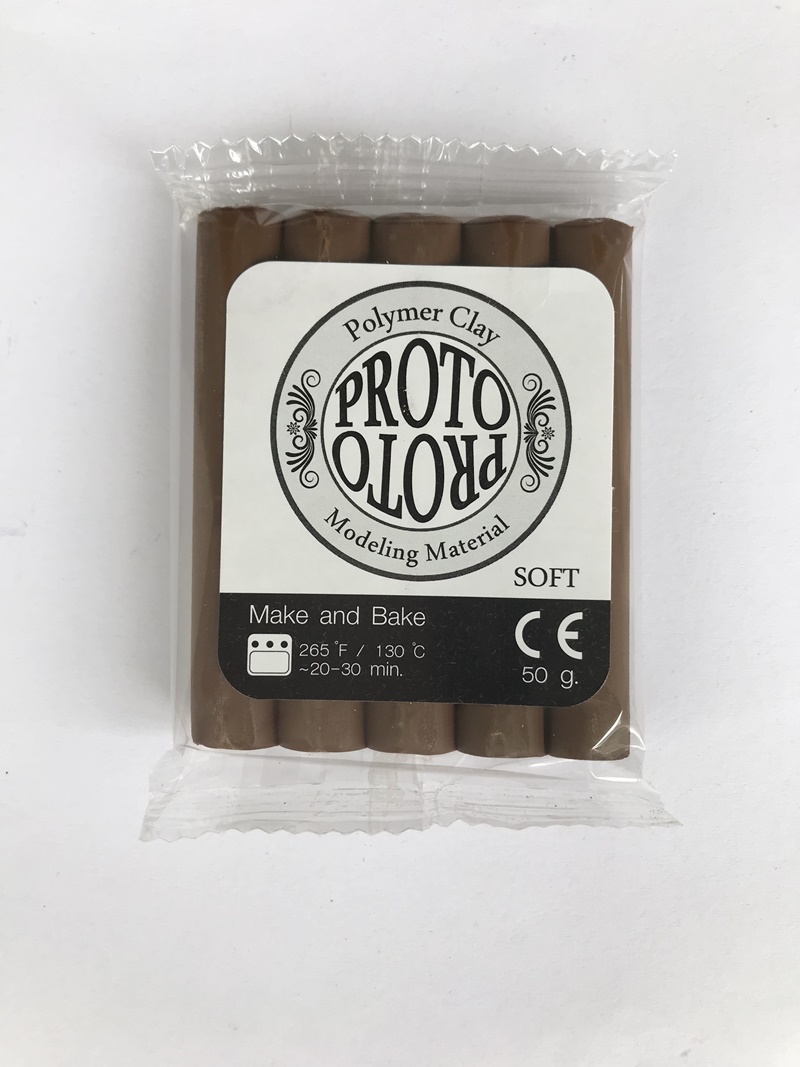 Polymer Clay
PROTO
PROTO
Modeling Material
SOFT
Make and Bake
265 °F / 130 °C
~20-30 min.
CE
50 g.